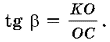 tg β = KO/OC.